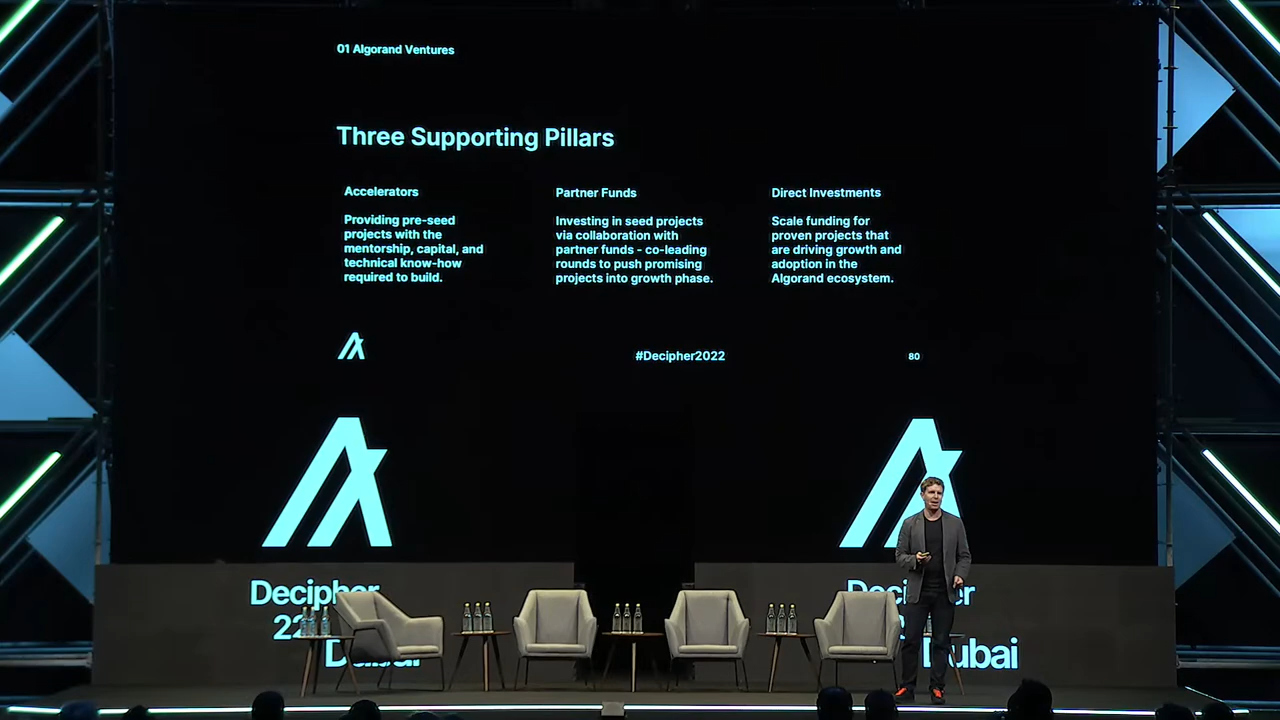 01 Algorand Ventures
Three Supporting Pillars
Accelerators
Providing pre-seed
projects with the
mentorship, capital, and
technical know-how
required to build.
Partner Funds
Investing in seed projects
via collaboration with
partner funds - co-leading
rounds to push promising
projects into growth phase.
Direct Investments
Scale funding for
proven projects that
are driving growth and
adoption in the
Algorand ecosystem.
#Decipher2022
80
Decipher
22
Dubai
Decipher
Dubai